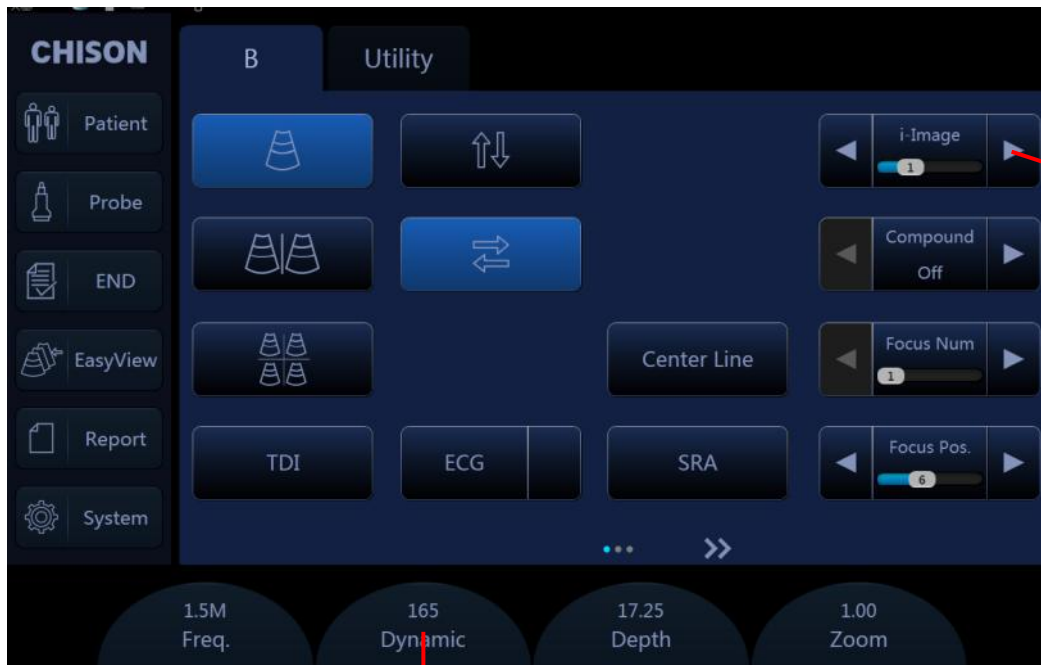 CHISON
B
Utility
Patient
Probe
END
EasyView
Report
System
i-Image
1
Compound
Off
Focus Num
1
Center Line
TDI
ECG
SRA
Focus Pos.
6
1.5M
Freq.
165
Dynamic
17.25
Depth
1.00
Zoom